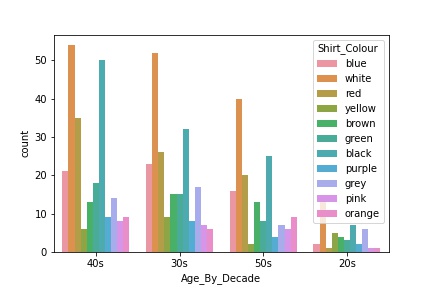 Shirt_Colour
blue
white
red
yellow
brown
green
black
purple
grey
pink
orange
50
40
30
20
10
0
count
40s 30s 50s 20s
Age_By_Decade